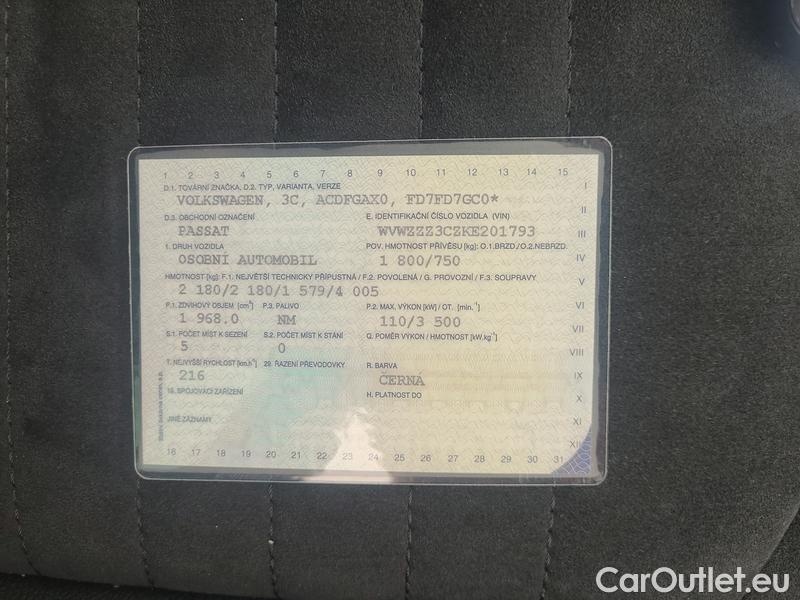 1 2 3 4 5 6 7 8 9 10 11 12 13 14 15
D.1. TOVÁRNÍ ZNAČKA, D.2. TYP, VARIANTA, VERZE I
VOLKSWAGEN, 3C, ACDFGAX0, FD7FD7GC0*
II
D.3. OBCHODNÍ OZNAČENÍ E. IDENTIFIKAČNÍ ČÍSLO VOZIDLA (VIN)
PASSAT WVWZZZ3CZKE201793 III
1. DRUH VOZIDLA POV. HMOTNOST PŘÍVĚSU [kg]: O.1.BRZD./O.2.NEBRZD.
OSOBNÍ AUTOMOBIL 1 800/750 IV
HMOTNOST [kg]: F.1. NEJVĚTŠÍ TECHNICKY PŘÍPUSTNÁ / F.2. POVOLENÁ / G. PROVOZNÍ / F.3. SOUPRAVY V
2 180/2 180/1 579/4 005
P.1. ZDVIHOVÝ OBJEM [cm³] P.3. PALIVO P.2. MAX. VÝKON [kW] / OT. [min.⁻¹] VI
1 968.0 NM 110/3 500
VII
S.1. POČET MÍST K SEZENÍ S.2. POČET MÍST K STÁNÍ Q. POMĚR VÝKON / HMOTNOST [kW.kg⁻¹]
5 0 VIII
T. NEJVYŠŠÍ RYCHLOST [km.h⁻¹] 29. ŘAZENÍ PŘEVODOVKY R. BARVA
216 ČERNÁ IX
18. SPOJOVACÍ ZAŘÍZENÍ H. PLATNOST DO X
JINÉ ZÁZNAMY XI
XII
16 17 18 19 20 21 22 23 24 25 26 27 28 29 30 31
CarOutlet.eu